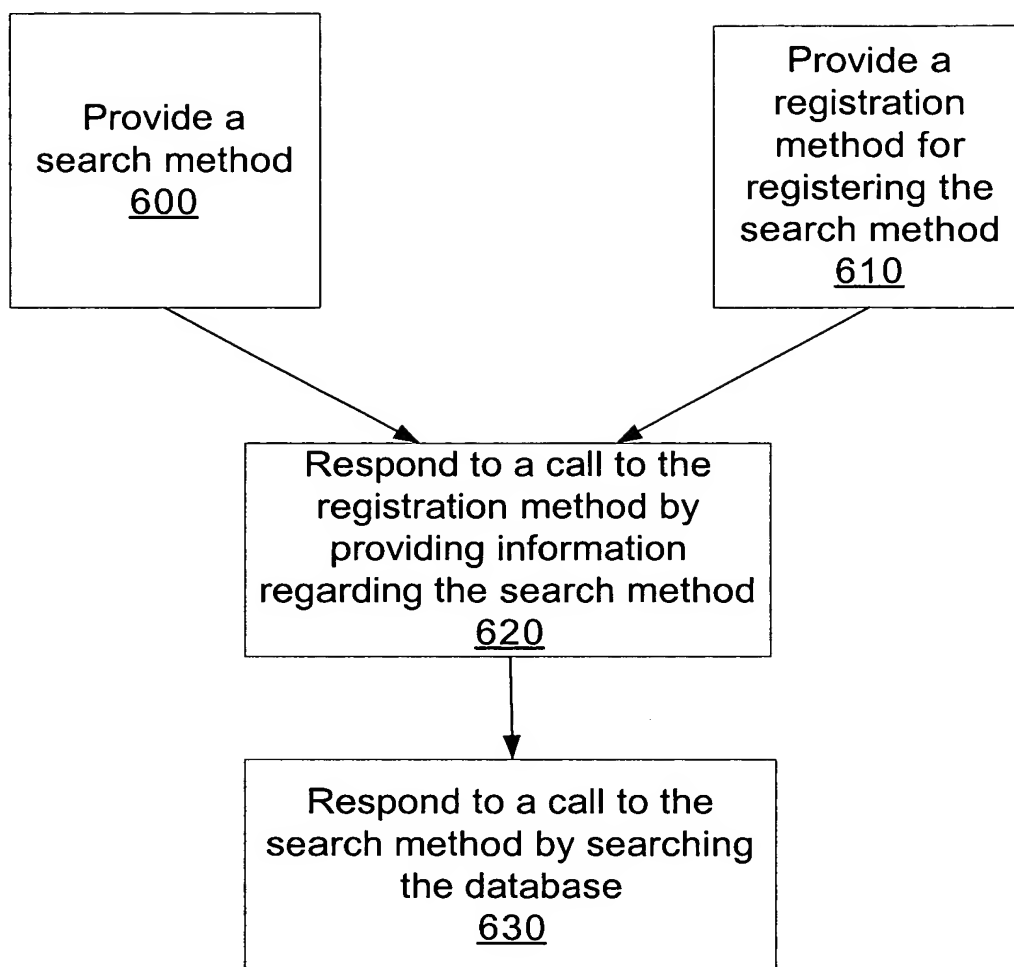 Provide a
search method
600
Provide a
registration
method for
registering the
search method
610
Respond to a call to the
registration method by
providing information
regarding the search method
620
Respond to a call to the
search method by searching
the database
630